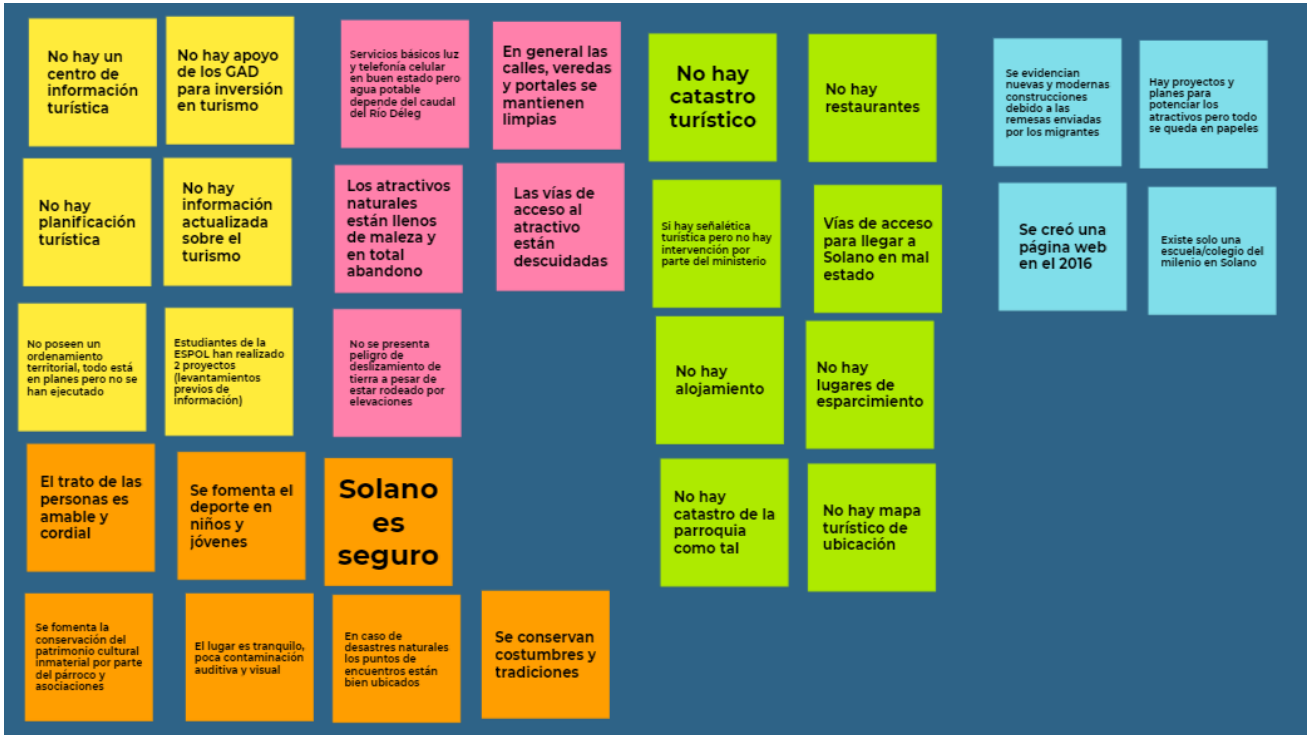 No hay un
centro de
información
turística
No hay apoyo
de los GAD
para inversión
en turismo
No hay
planificación
turística
No hay
información
actualizada
sobre el
turismo
No poseen un
ordenamiento
territorial, todo está
en planes pero no se
han ejecutado
Estudiantes de la
ESPOL han realizado
2 proyectos
(levantamientos
previos de
información)
Servicios básicos luz
y telefonía celular
en buen estado pero
agua potable
depende del caudal
del Río Déleg
En general las
calles, veredas
y portales se
mantienen
limpias
Los atractivos
naturales
están llenos
de maleza y
en total
abandono
Las vías de
acceso al
atractivo
están
descuidadas
No se presenta
peligro de
deslizamiento de
tierra a pesar de
estar rodeado por
elevaciones
No hay
catastro
turístico
No hay
restaurantes
Si hay señalética
turística pero no hay
intervención por
parte del ministerio
Vías de acceso
para llegar a
Solano en mal
estado
No hay
alojamiento
No hay
lugares de
esparcimiento
No hay
catastro de la
parroquia
como tal
No hay mapa
turístico de
ubicación
Se evidencian
nuevas y modernas
construcciones
debido a las
remesas enviadas
por los migrantes
Hay proyectos y
planes para
potenciar los
atractivos pero todo
se queda en papeles
Se creó una
página web
en el 2016
Existe solo una
escuela/colegio del
milenio en Solano
El trato de las
personas es
amable y
cordial
Se fomenta el
deporte en
niños y
jóvenes
Solano
es
seguro
Se fomenta la
conservación del
patrimonio cultural
inmaterial por parte
del párroco y
asociaciones
El lugar es tranquilo,
poca contaminación
auditiva y visual
En caso de
desastres naturales
los puntos de
encuentros están
bien ubicados
Se conservan
costumbres y
tradiciones